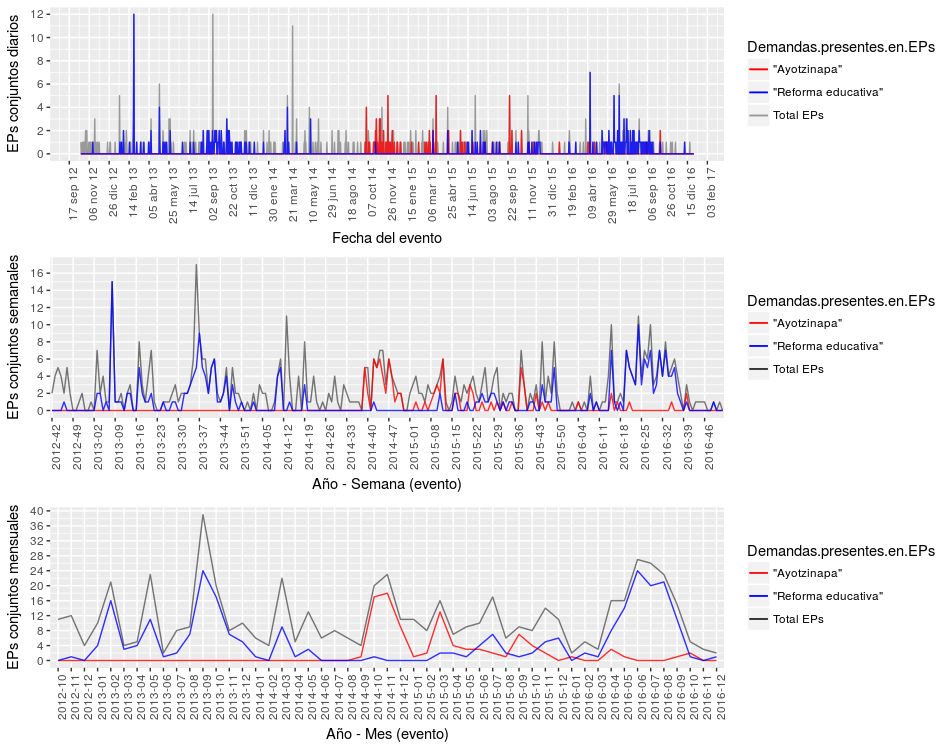 EPs conjuntos diarios
12
10
8
6
4
2
0
17 sep 12
06 nov 12
26 dic 12
14 feb 13
05 abr 13
25 may 13
14 jul 13
02 sep 13
22 oct 13
11 dic 13
30 ene 14
21 mar 14
10 may 14
29 jun 14
18 ago 14
07 oct 14
26 nov 14
15 ene 15
06 mar 15
25 abr 15
14 jun 15
03 ago 15
22 sep 15
11 nov 15
31 dic 15
19 feb 16
09 abr 16
29 may 16
18 jul 16
06 sep 16
26 oct 16
15 dic 16
03 feb 17
Fecha del evento
Demandas.presentes.en.EPs
"Ayotzinapa"
"Reforma educativa"
Total EPs
EPs conjuntos semanales
16
14
12
10
8
6
4
2
0
2012-42
2012-49
2013-02
2013-09
2013-16
2013-23
2013-30
2013-37
2013-44
2013-51
2014-05
2014-12
2014-19
2014-26
2014-33
2014-40
2014-47
2015-01
2015-08
2015-15
2015-22
2015-29
2015-36
2015-43
2015-50
2016-04
2016-11
2016-18
2016-25
2016-32
2016-39
2016-46
Año - Semana (evento)
Demandas.presentes.en.EPs
"Ayotzinapa"
"Reforma educativa"
Total EPs
EPs conjuntos mensuales
40
36
32
28
24
20
16
12
8
4
0
2012-10
2012-11
2012-12
2013-01
2013-02
2013-03
2013-04
2013-05
2013-06
2013-07
2013-08
2013-09
2013-10
2013-11
2013-12
2014-01
2014-02
2014-03
2014-04
2014-05
2014-06
2014-07
2014-08
2014-09
2014-10
2014-11
2014-12
2015-01
2015-02
2015-03
2015-04
2015-05
2015-06
2015-07
2015-08
2015-09
2015-10
2015-11
2015-12
2016-01
2016-02
2016-03
2016-04
2016-05
2016-06
2016-07
2016-08
2016-09
2016-10
2016-11
2016-12
Año - Mes (evento)
Demandas.presentes.en.EPs
"Ayotzinapa"
"Reforma educativa"
Total EPs